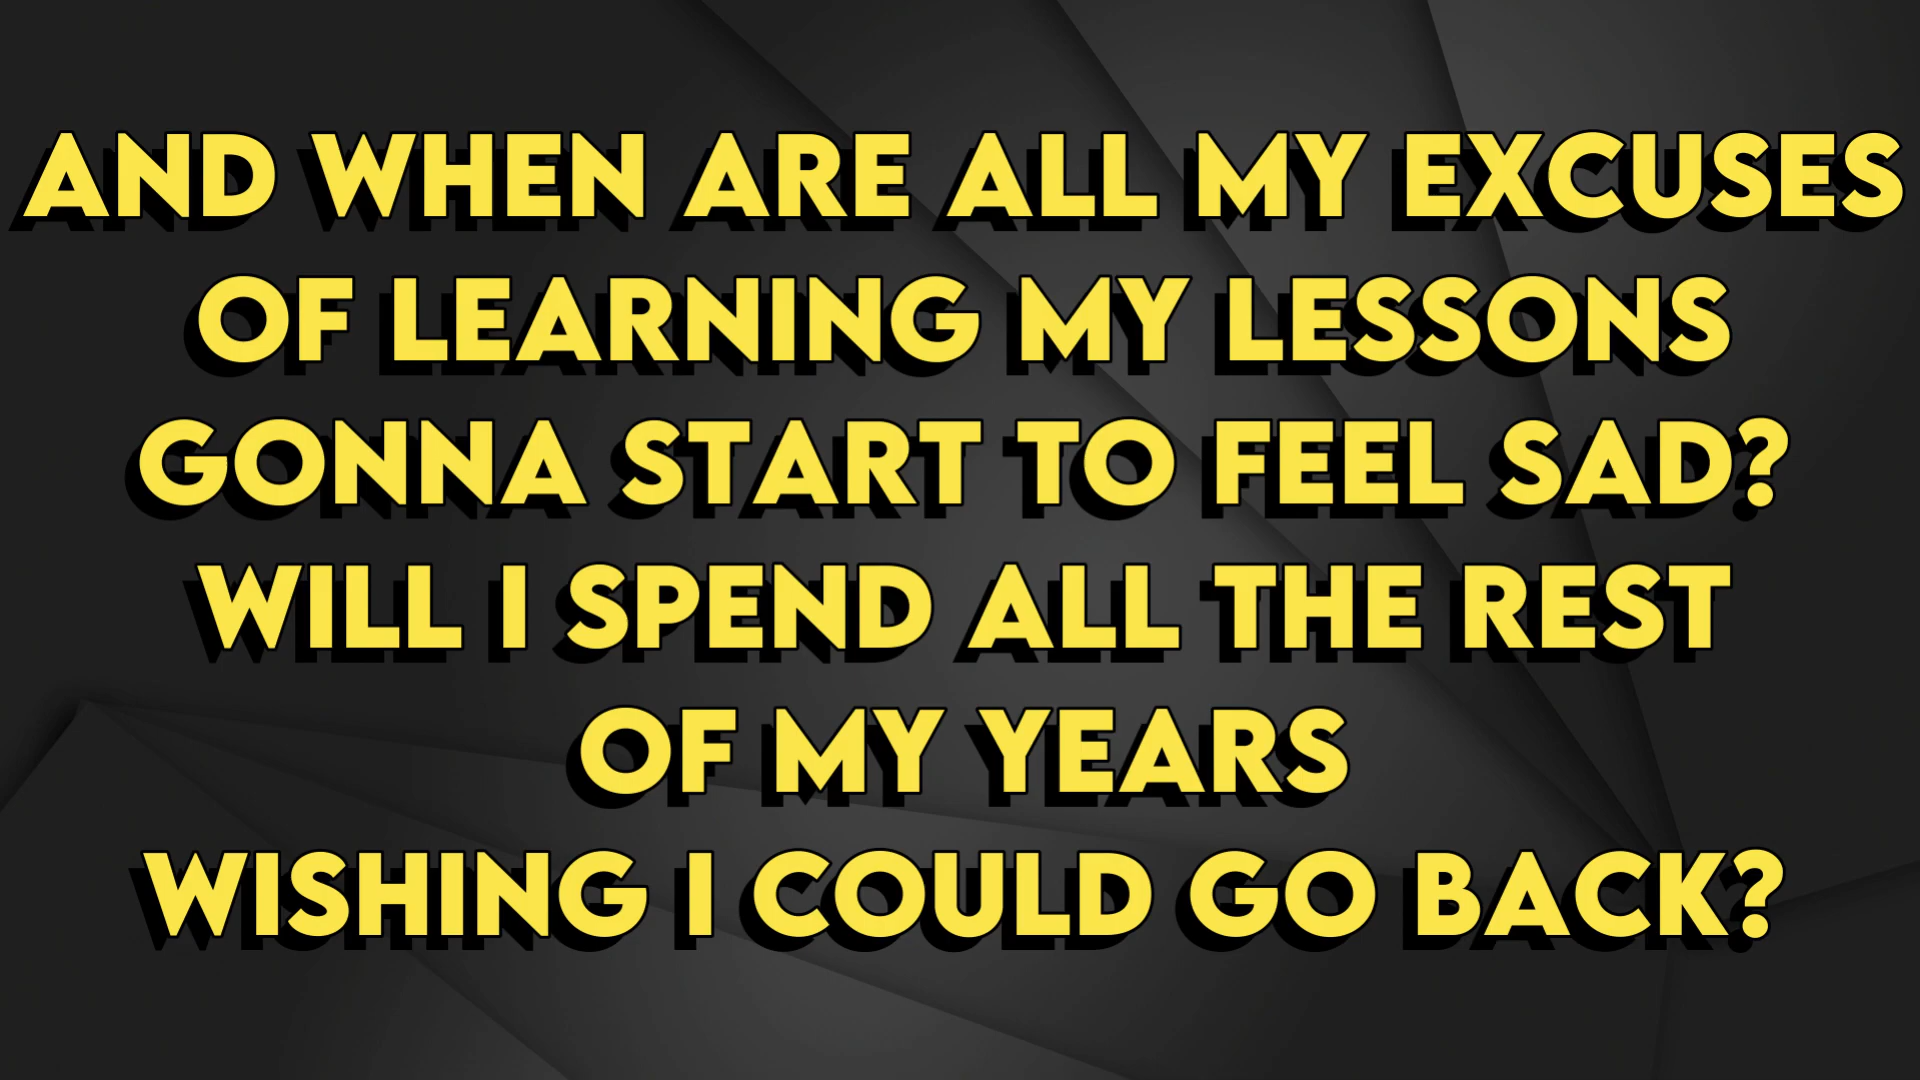 AND WHEN ARE ALL MY EXCUSES
OF LEARNING MY LESSONS
GONNA START TO FEEL SAD?
WILL I SPEND ALL THE REST
OF MY YEARS
WISHING I COULD GO BACK?